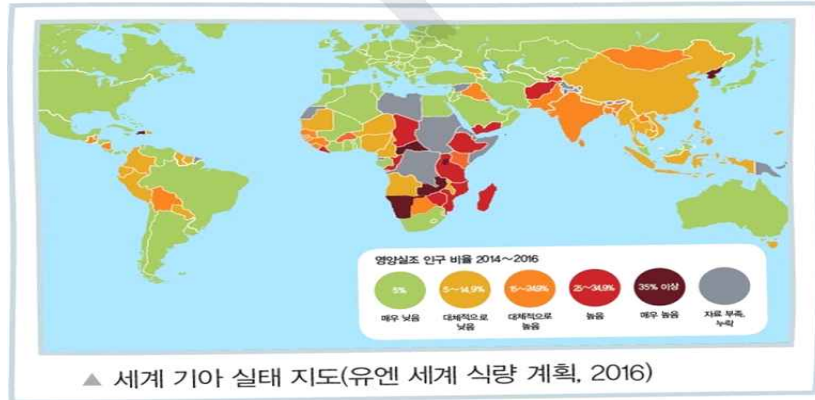 영양실조 인구 비율 2014~2016
5%
5~14.9%
15~24.9%
25~34.9%
35% 이상
매우 낮음
대체적으로 낮음
대체적으로 높음
높음
매우 높음
자료 부족, 누락
▲ 세계 기아 실태 지도(유엔 세계 식량 계획, 2016)